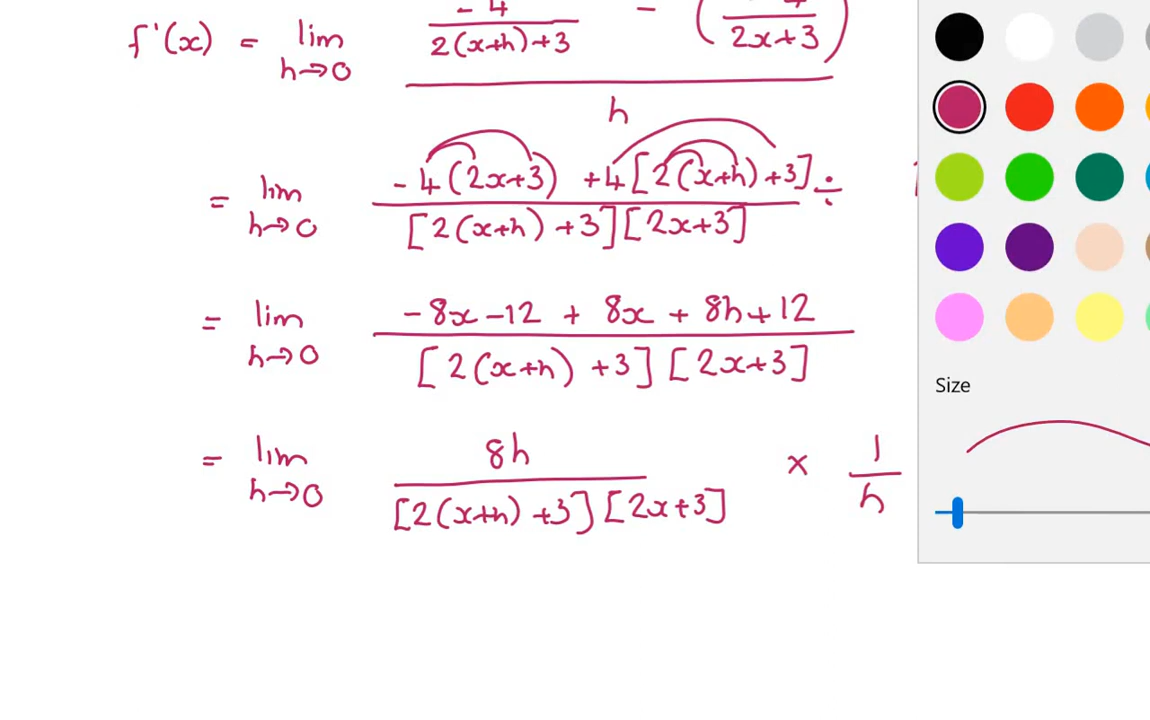 f'(x) = lim h→0 -4/(2(x+h)+3) - ( /(2x+3)) / h
= lim h→0 -4(2x+3) +4[2(x+h)+3] / [2(x+h)+3][2x+3] ÷
= lim h→0 -8x-12 + 8x + 8h+12 / [2(x+h)+3][2x+3]
= lim h→0 8h / [2(x+h)+3][2x+3] × 1/h
Size